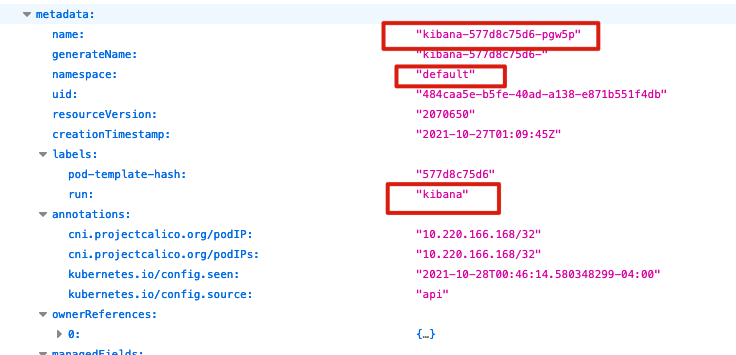 metadata:
name: "kibana-577d8c75d6-pgw5p"
generateName: "kibana-577d8c75d6-"
namespace: "default"
uid: "484caa5e-b5fe-40ad-a138-e871b551f4db"
resourceVersion: "2070650"
creationTimestamp: "2021-10-27T01:09:45Z"
labels:
pod-template-hash: "577d8c75d6"
run: "kibana"
annotations:
cni.projectcalico.org/podIP: "10.220.166.168/32"
cni.projectcalico.org/podIPs: "10.220.166.168/32"
kubernetes.io/config.seen: "2021-10-28T00:46:14.580348299-04:00"
kubernetes.io/config.source: "api"
ownerReferences:
0: {…}
managedFields: